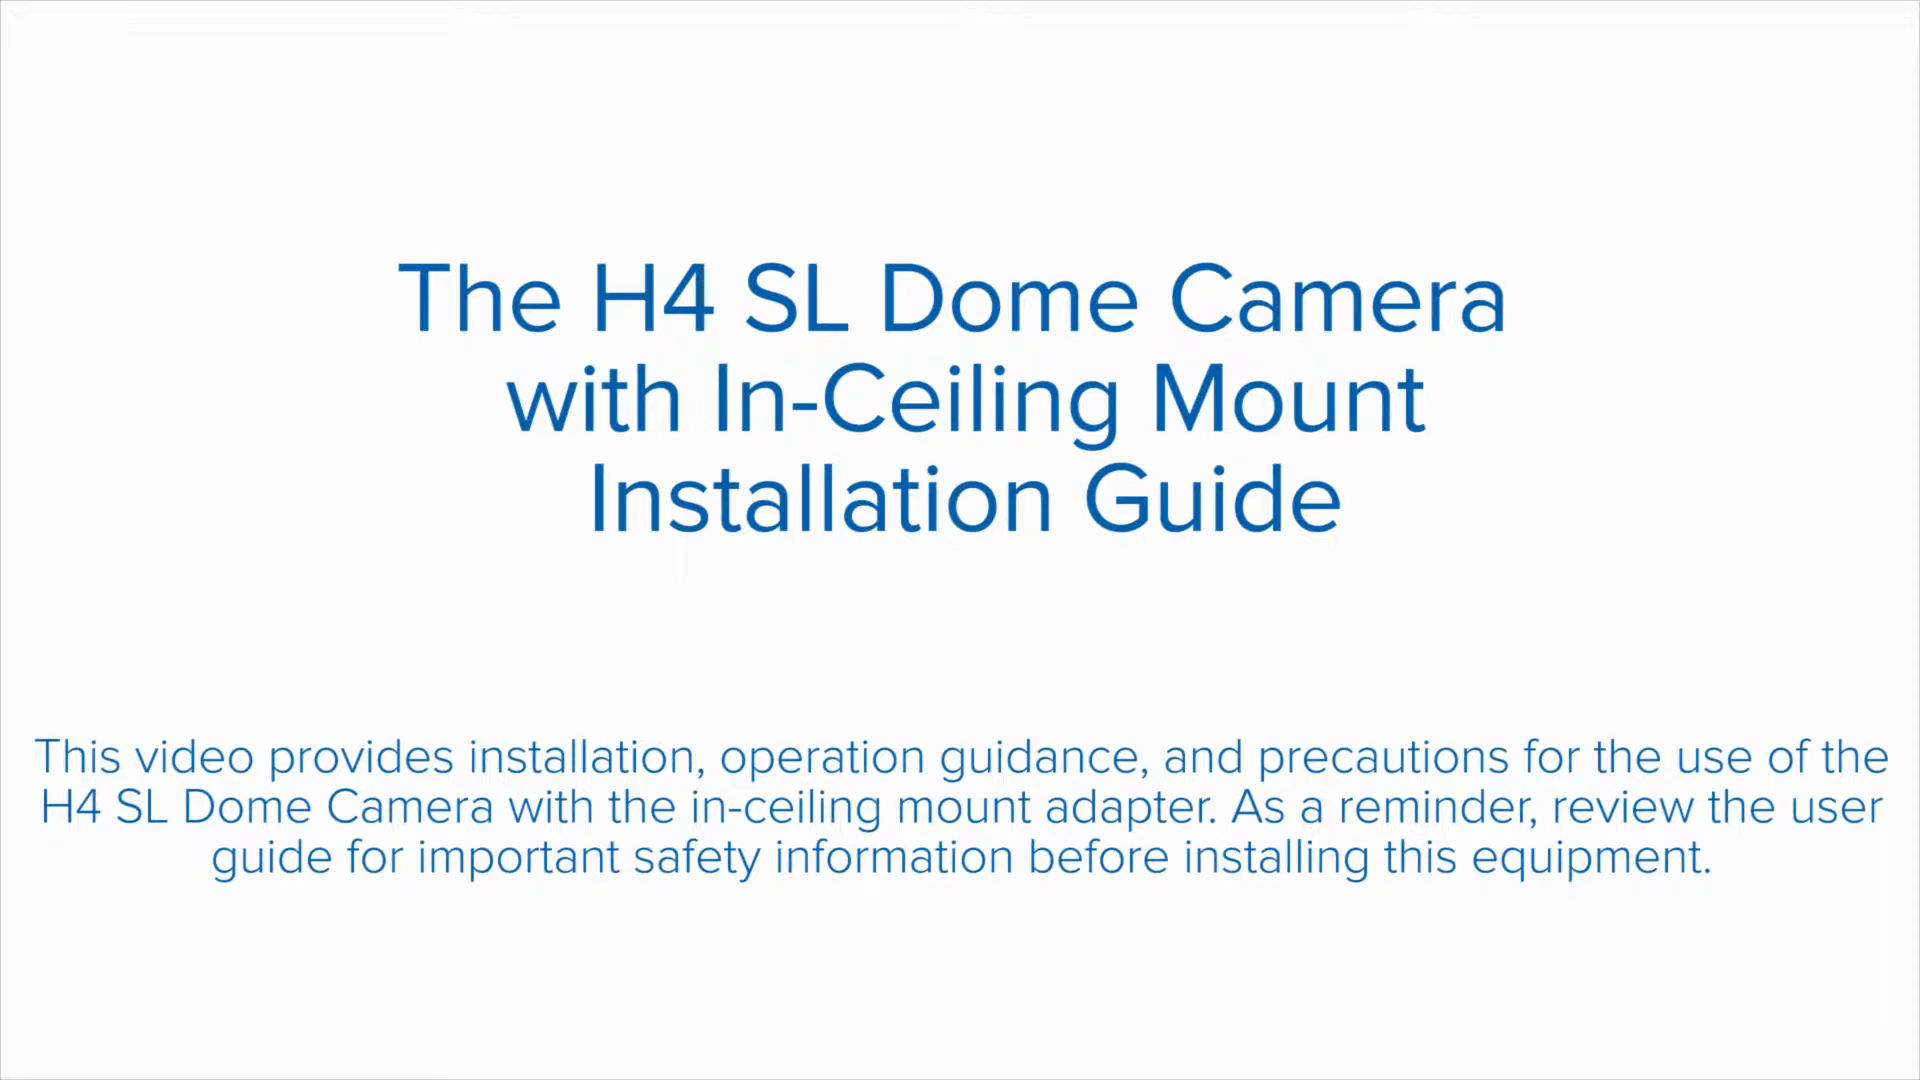 The H4 SL Dome Camera
with In-Ceiling Mount
Installation Guide
This video provides installation, operation guidance, and precautions for the use of the
H4 SL Dome Camera with the in-ceiling mount adapter. As a reminder, review the user
guide for important safety information before installing this equipment.